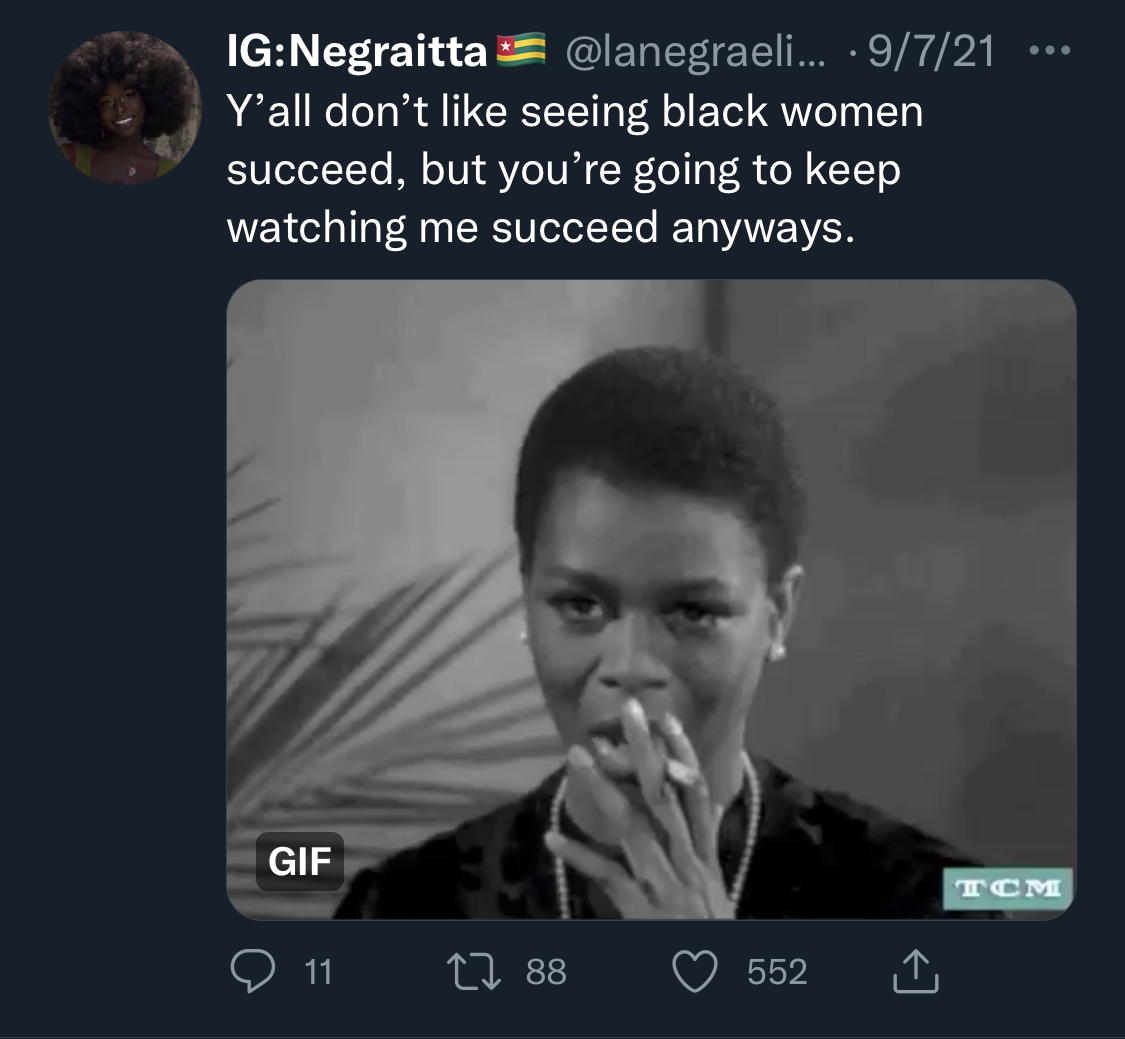 IG:Negraitta🇹🇬 @lanegraeli... · 9/7/21
Y’all don’t like seeing black women
succeed, but you’re going to keep
watching me succeed anyways.
GIF
TCM
11 88 552